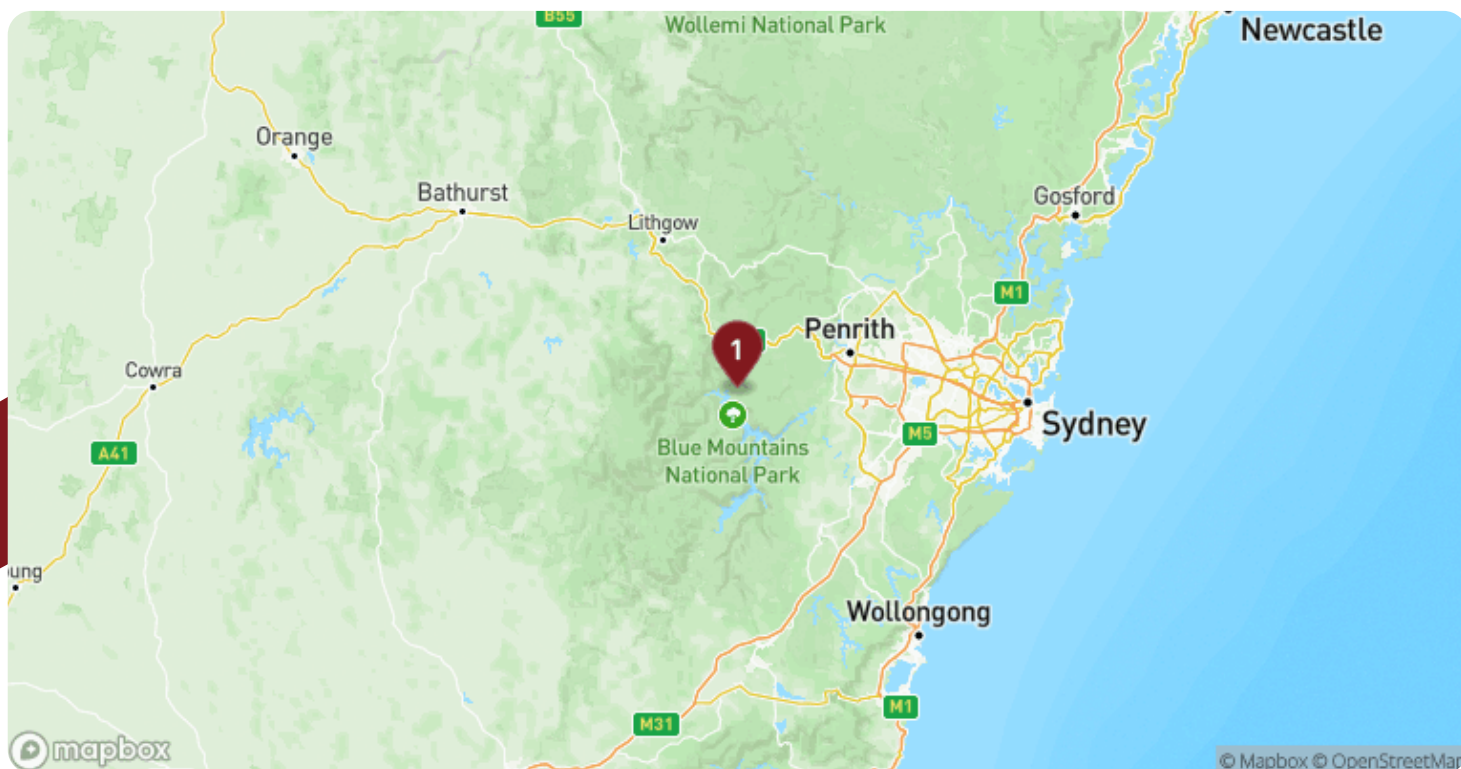 B55
Wollemi National Park
Newcastle
Orange
Bathurst
Lithgow
Gosford
M1
Penrith
1
Cowra
Sydney
A41
M5
Blue Mountains
National Park
ung
Wollongong
M1
M31
mapbox
© Mapbox © OpenStreetMap